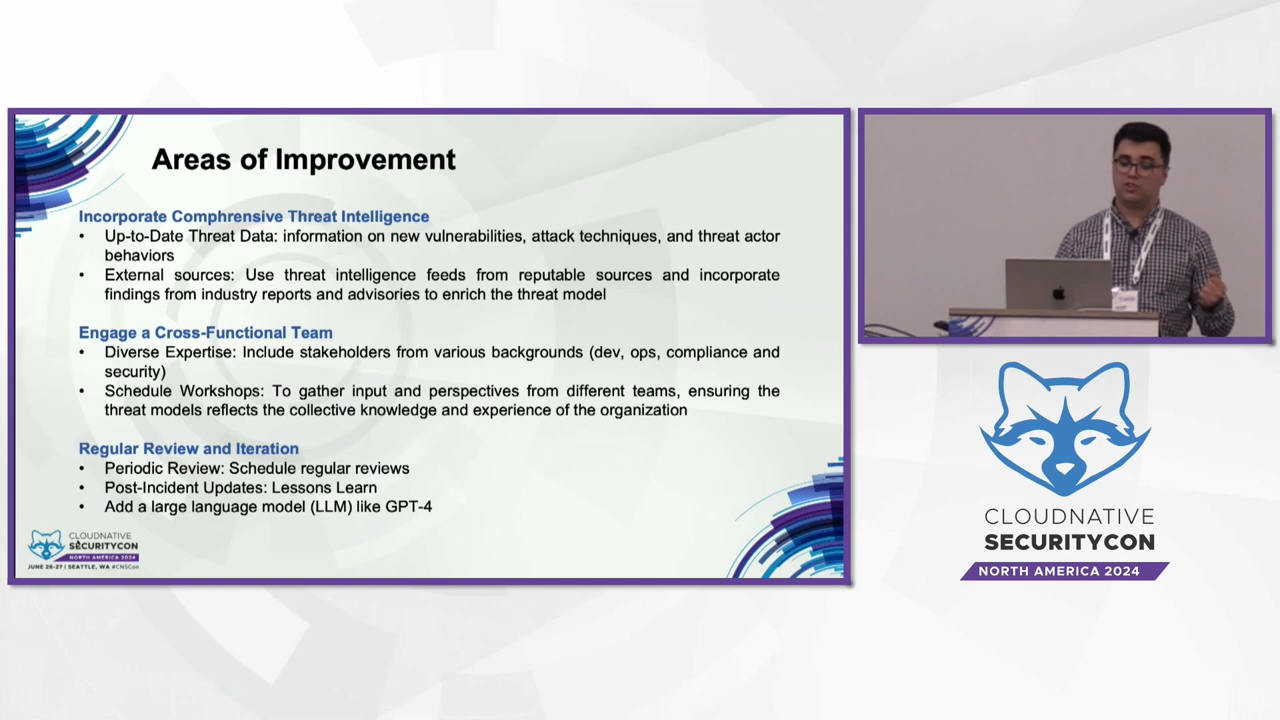 Areas of Improvement
Incorporate Comphrensive Threat Intelligence
• Up-to-Date Threat Data: information on new vulnerabilities, attack techniques, and threat actor
behaviors
• External sources: Use threat intelligence feeds from reputable sources and incorporate
findings from industry reports and advisories to enrich the threat model
Engage a Cross-Functional Team
• Diverse Expertise: Include stakeholders from various backgrounds (dev, ops, compliance and
security)
• Schedule Workshops: To gather input and perspectives from different teams, ensuring the
threat models reflects the collective knowledge and experience of the organization
Regular Review and Iteration
• Periodic Review: Schedule regular reviews
• Post-Incident Updates: Lessons Learn
• Add a large language model (LLM) like GPT-4
CLOUDNATIVE
SECURITYCON
NORTH AMERICA 2024
JUNE 26-27 | SEATTLE, WA #CNSCon
CLOUDNATIVE
SECURITYCON
NORTH AMERICA 2024